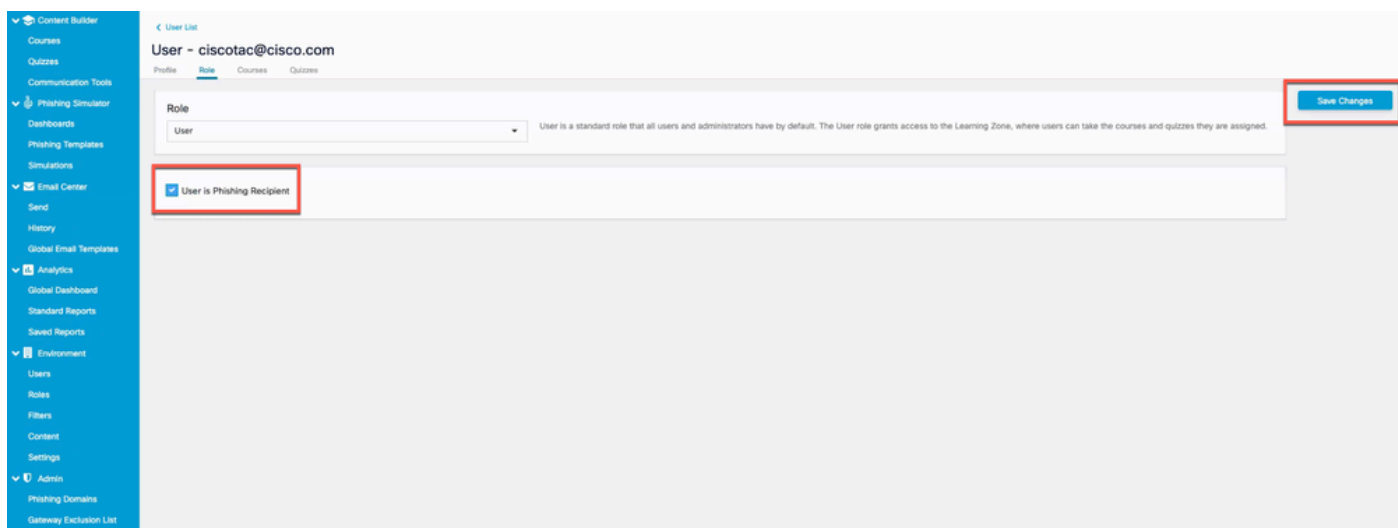 Content Builder
Courses
Quizzes
Communication Tools
Phishing Simulator
Dashboards
Phishing Templates
Simulations
Email Center
Send
History
Global Email Templates
Analytics
Global Dashboard
Standard Reports
Saved Reports
Environment
Users
Roles
Filters
Content
Settings
Admin
Phishing Domains
Gateway Exclusion List
User List
User - ciscotac@cisco.com
Profile Role Courses Quizzes
Save Changes
Role
User
User is a standard role that all users and administrators have by default. The User role grants access to the Learning Zone, where users can take the courses and quizzes they are assigned.
User is Phishing Recipient